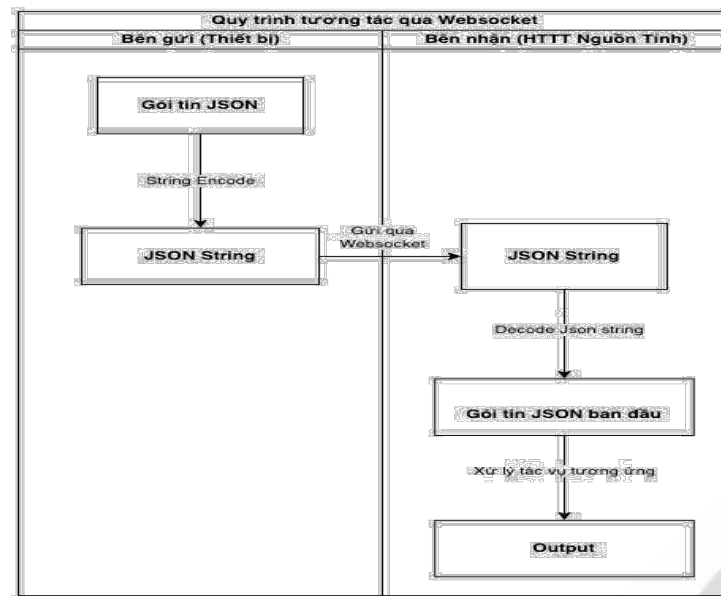 Quy trình tương tác qua Websocket
Bên gửi (Thiết bị)
Bên nhận (HTTT Nguồn Tinh)
Gói tin JSON
String Encode
JSON String
Gửi qua
Websocket
JSON String
Decode Json string
Gói tin JSON ban đầu
Xử lý tác vụ tương ứng
Output